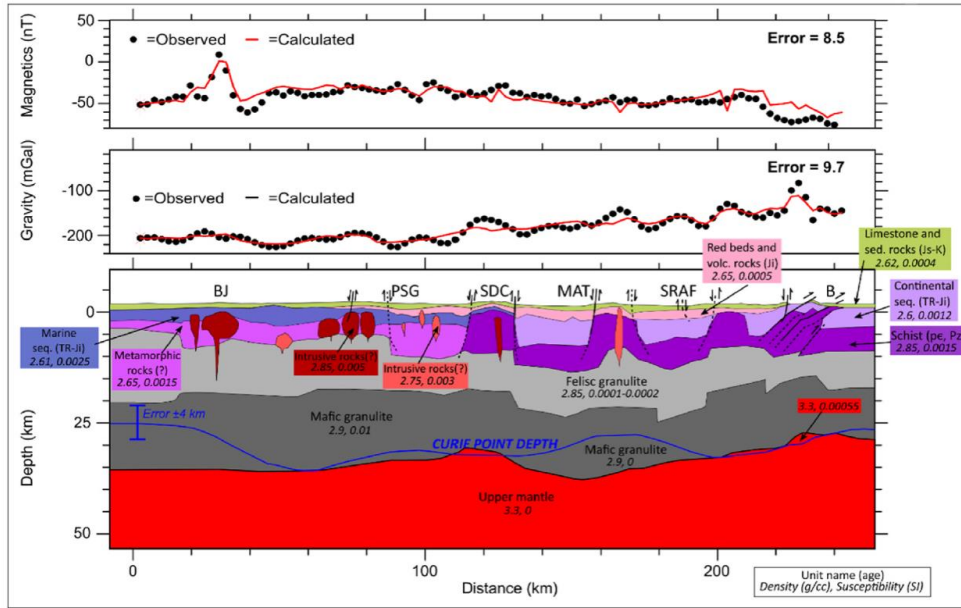 Magnetics (nT)
50
0
-50
=Observed
=Calculated
Error = 8.5
Gravity (mGal)
-100
-200
=Observed
=Calculated
Error = 9.7
Limestone and
sed. rocks (Js-K)
2.62, 0.0004
Red beds and
volc. rocks (Ji)
2.65, 0.0005
BJ
PSG
SDC
MAT
SRAF
B
Continental
seq. (TR-Ji)
2.6, 0.0012
Marine
seq. (TR-Ji)
2.61, 0.0025
Schist (pe, Pz)
2.85, 0.0015
Metamorphic
rocks (?)
2.65, 0.0015
Intrusive rocks(?)
2.85, 0.005
Intrusive rocks(?)
2.75, 0.003
Felisc granulite
2.85, 0.0001-0.0002
Error ±4 km
Mafic granulite
2.9, 0.01
CURIE POINT DEPTH
3.3, 0.00055
Mafic granulite
2.9, 0
Upper mantle
3.3, 0
Depth (km)
0
25
50
0
100
200
Distance (km)
Unit name (age)
Density (g/cc), Susceptibility (SI)